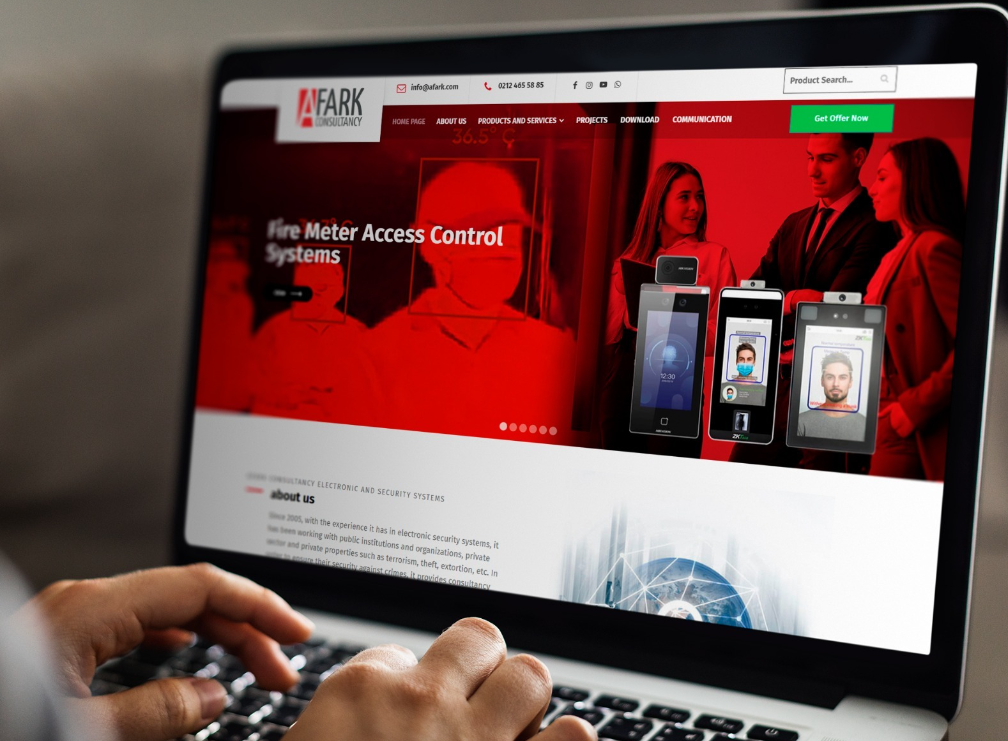 AFARK
CONSULTANCY
info@afark.com
0212 465 58 85
Product Search...
HOME PAGE
ABOUT US
PRODUCTS AND SERVICES
PROJECTS
DOWNLOAD
COMMUNICATION
Get Offer Now
36.5° C
Fire Meter Access Control
Systems
12:30
ZKTeco
CONSULTANCY ELECTRONIC AND SECURITY SYSTEMS
about us
Since 2005, with the experience it has in electronic security systems, it
has been working with public institutions and organizations, private
sector and private properties such as terrorism, theft, extortion, etc. In
order to ensure their security against crimes, it provides consultancy